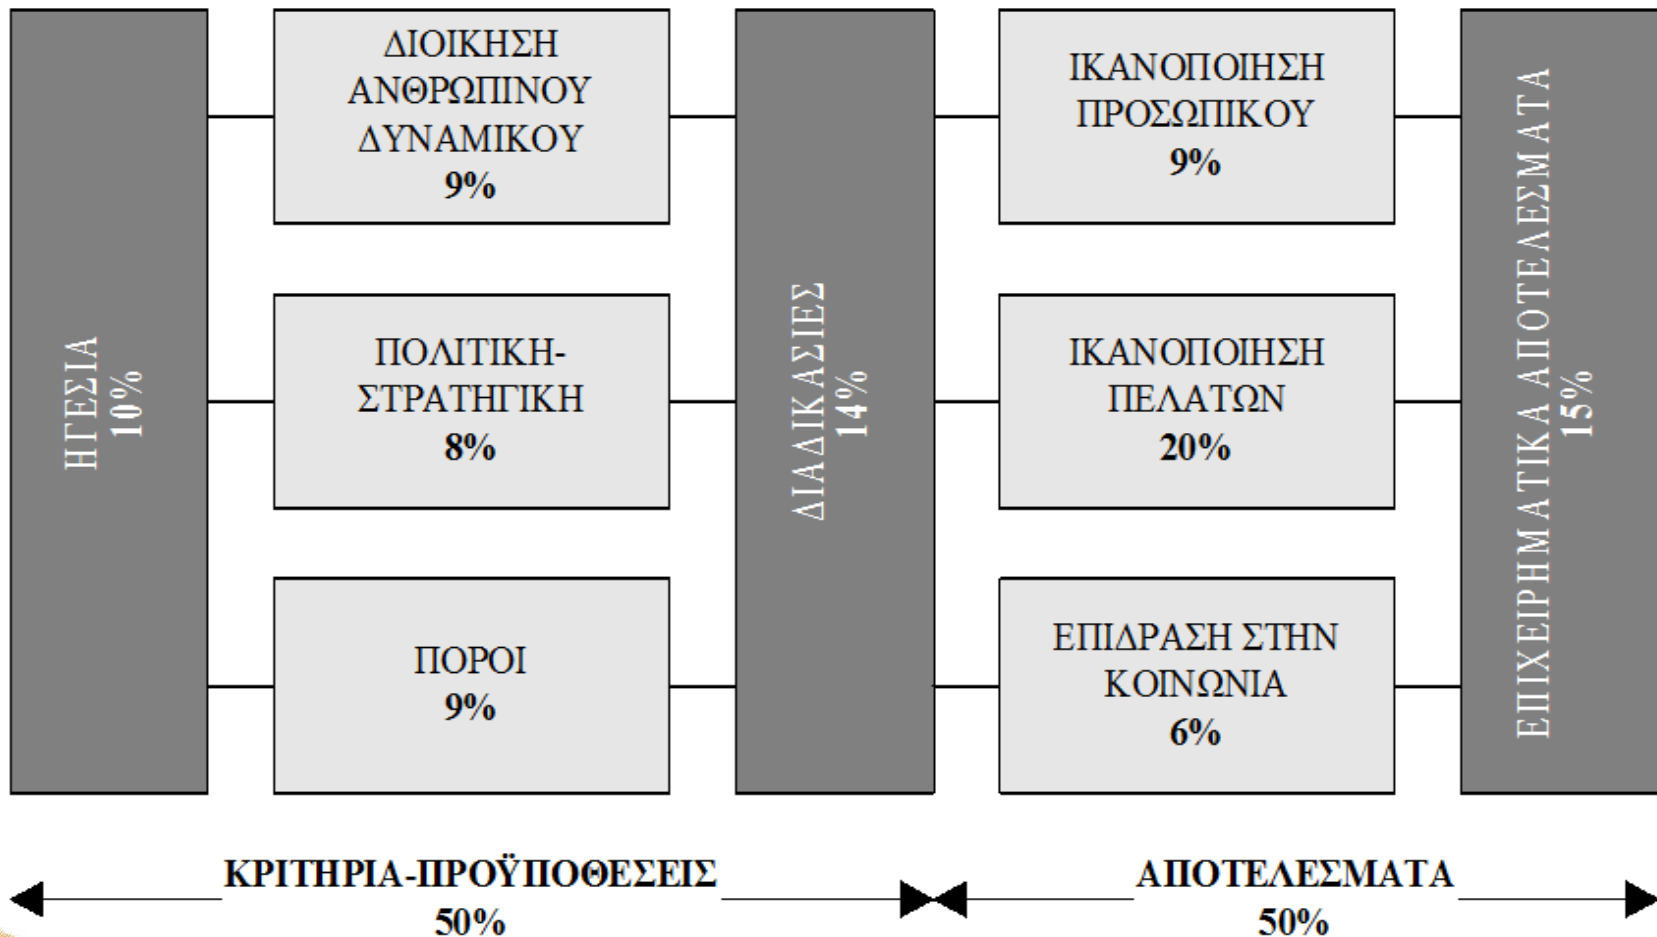 ΗΓΕΣΙΑ
10%
ΔΙΟΙΚΗΣΗ
ΑΝΘΡΩΠΙΝΟΥ
ΔΥΝΑΜΙΚΟΥ
9%
ΠΟΛΙΤΙΚΗ-
ΣΤΡΑΤΗΓΙΚΗ
8%
ΠΟΡΟΙ
9%
ΔΙΑΔΙΚΑΣΙΕΣ
14%
ΙΚΑΝΟΠΟΙΗΣΗ
ΠΡΟΣΩΠΙΚΟΥ
9%
ΙΚΑΝΟΠΟΙΗΣΗ
ΠΕΛΑΤΩΝ
20%
ΕΠΙΔΡΑΣΗ ΣΤΗΝ
ΚΟΙΝΩΝΙΑ
6%
ΕΠΙΧΕΙΡΗΜΑΤΙΚΑ ΑΠΟΤΕΛΕΣΜΑΤΑ
15%
ΚΡΙΤΗΡΙΑ-ΠΡΟΫΠΟΘΕΣΕΙΣ
50%
ΑΠΟΤΕΛΕΣΜΑΤΑ
50%